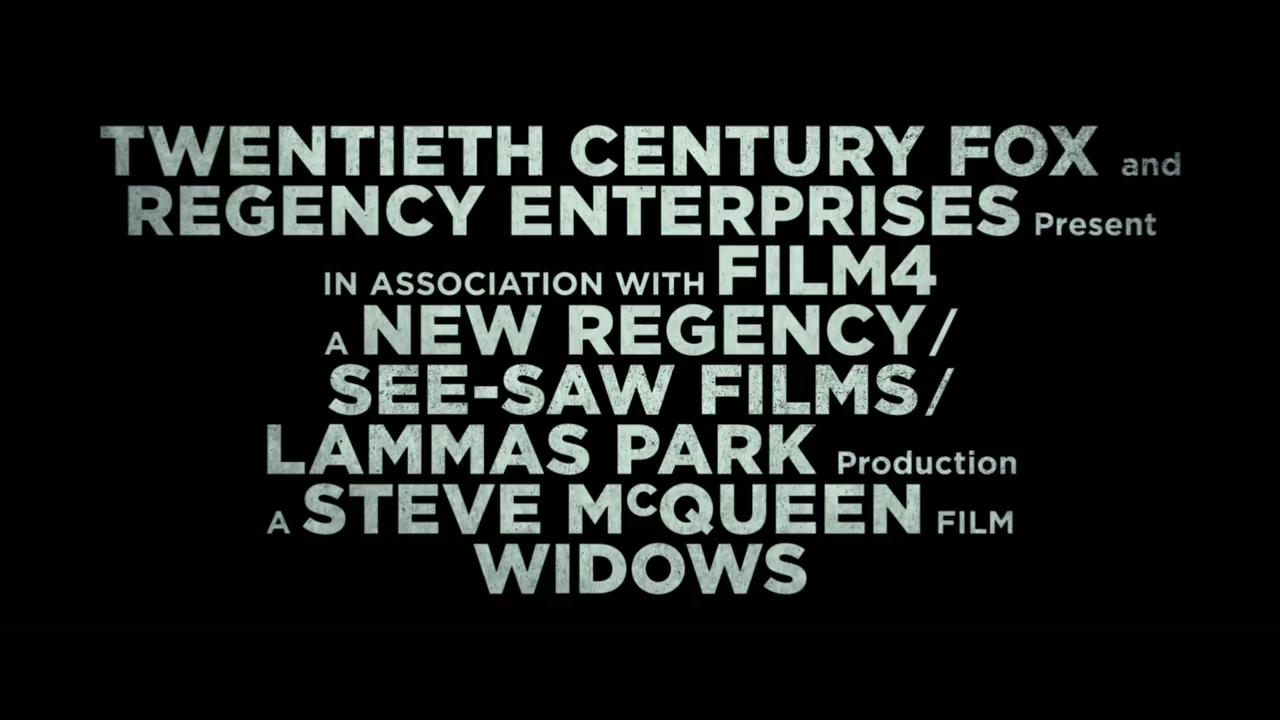 TWENTIETH CENTURY FOX and
REGENCY ENTERPRISES Present
IN ASSOCIATION WITH FILM4
A NEW REGENCY/
SEE-SAW FILMS/
LAMMAS PARK Production
A STEVE McQUEEN FILM
WIDOWS